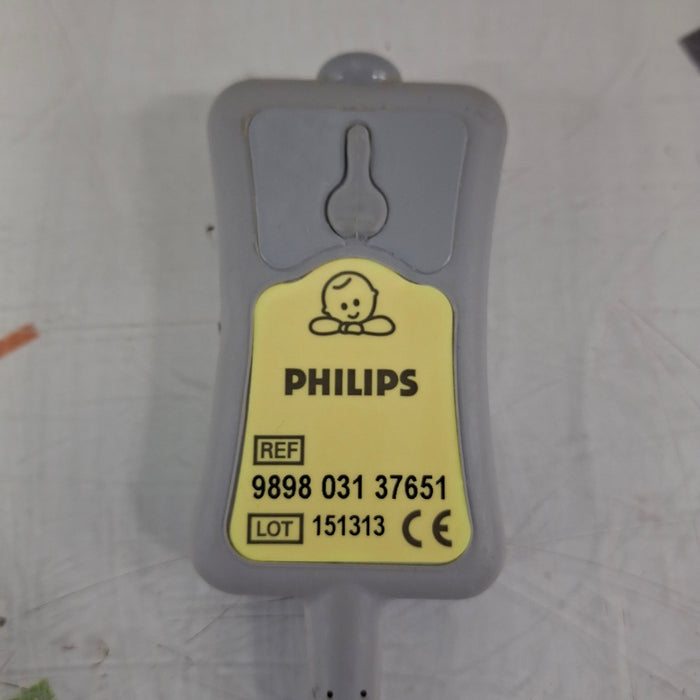 PHILIPS
REF
9898 031 37651
LOT 151313 CE